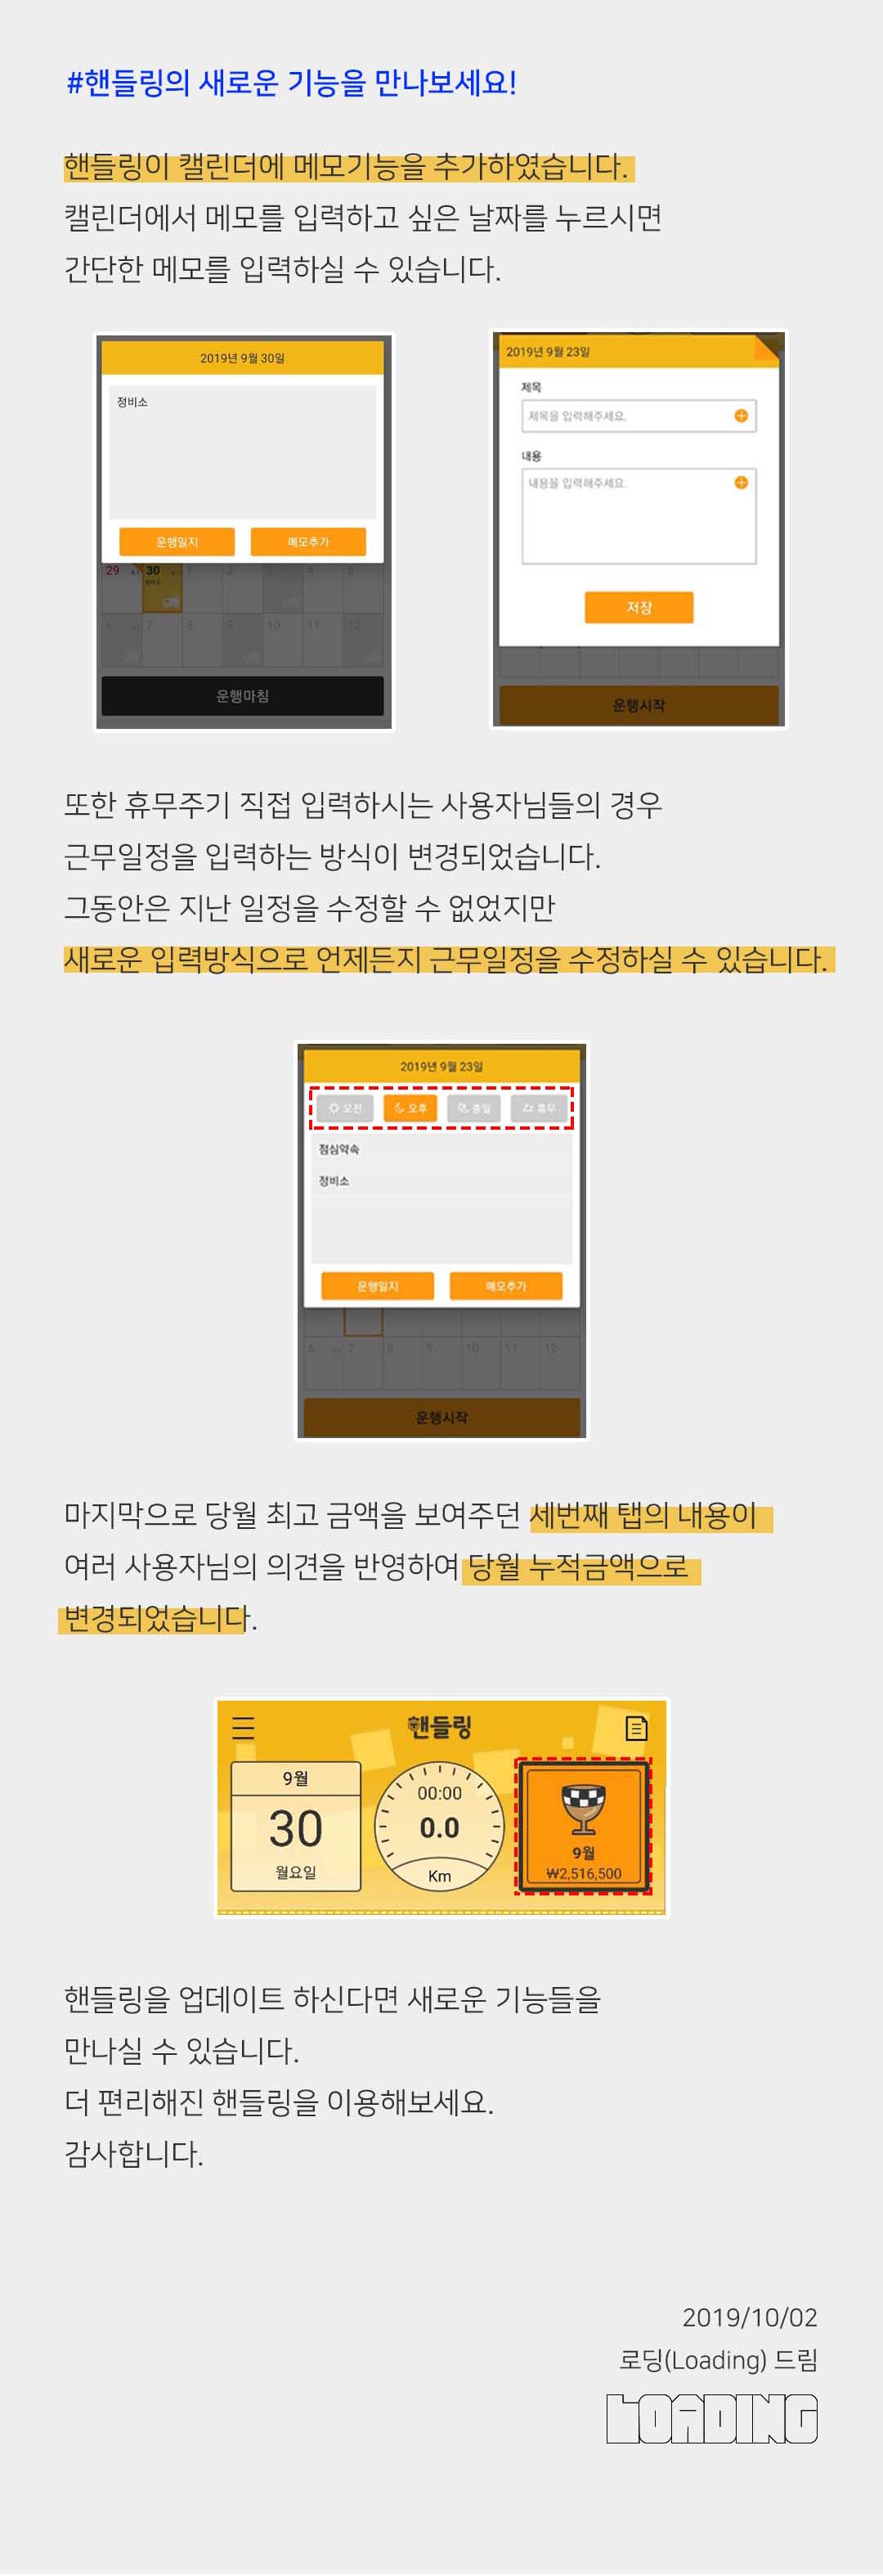 #핸들링의 새로운 기능을 만나보세요!
핸들링이 캘린더에 메모기능을 추가하였습니다.
캘린더에서 메모를 입력하고 싶은 날짜를 누르시면
간단한 메모를 입력하실 수 있습니다.
2019년 9월 30일
정비소
운행일지 메모추가
29 30 1 2 3 4 5
6 7 8 9 10 11 12
운행마침
2019년 9월 23일
제목
제목을 입력해주세요.
내용
내용을 입력해주세요.
저장
운행시작
또한 휴무주기 직접 입력하시는 사용자님들의 경우
근무일정을 입력하는 방식이 변경되었습니다.
그동안은 지난 일정을 수정할 수 없었지만
새로운 입력방식으로 언제든지 근무일정을 수정하실 수 있습니다.
2019년 9월 23일
오전 오후 종일 휴무
점심약속
정비소
운행일지 메모추가
6 7 8 9 10 11 12
운행시작
마지막으로 당월 최고 금액을 보여주던 세번째 탭의 내용이
여러 사용자님의 의견을 반영하여 당월 누적금액으로
변경되었습니다.
핸들링
9월
30
월요일
00:00
0.0
Km
9월
₩2,516,500
핸들링을 업데이트 하신다면 새로운 기능들을
만나실 수 있습니다.
더 편리해진 핸들링을 이용해보세요.
감사합니다.
2019/10/02
로딩(Loading) 드림
LOADING